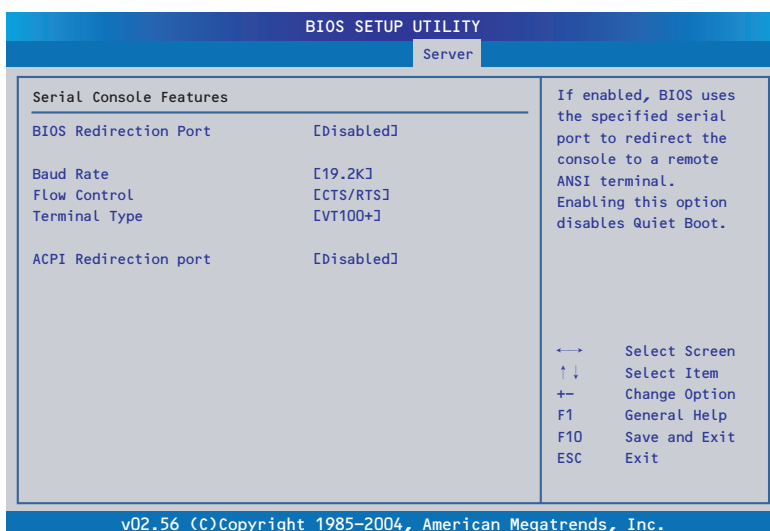 BIOS SETUP UTILITY
Server
Serial Console Features
BIOS Redirection Port [Disabled]
Baud Rate [19.2K]
Flow Control [CTS/RTS]
Terminal Type [VT100+]
ACPI Redirection port [Disabled]
If enabled, BIOS uses
the specified serial
port to redirect the
console to a remote
ANSI terminal.
Enabling this option
disables Quiet Boot.
←→ Select Screen
↑↓ Select Item
+- Change Option
F1 General Help
F10 Save and Exit
ESC Exit
v02.56 (C)Copyright 1985-2004, American Megatrends, Inc.